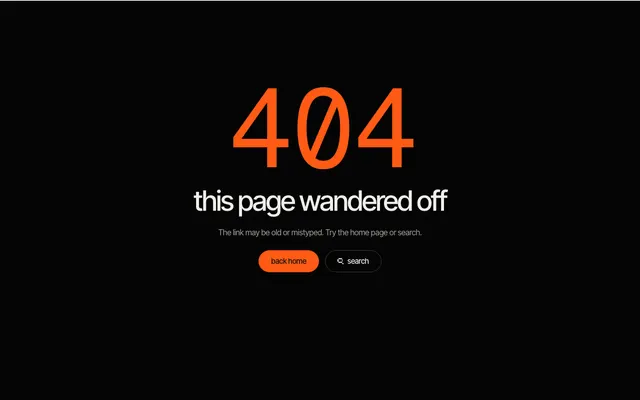 404
this page wandered off
The link may be old or mistyped. Try the home page or search.
back home
search